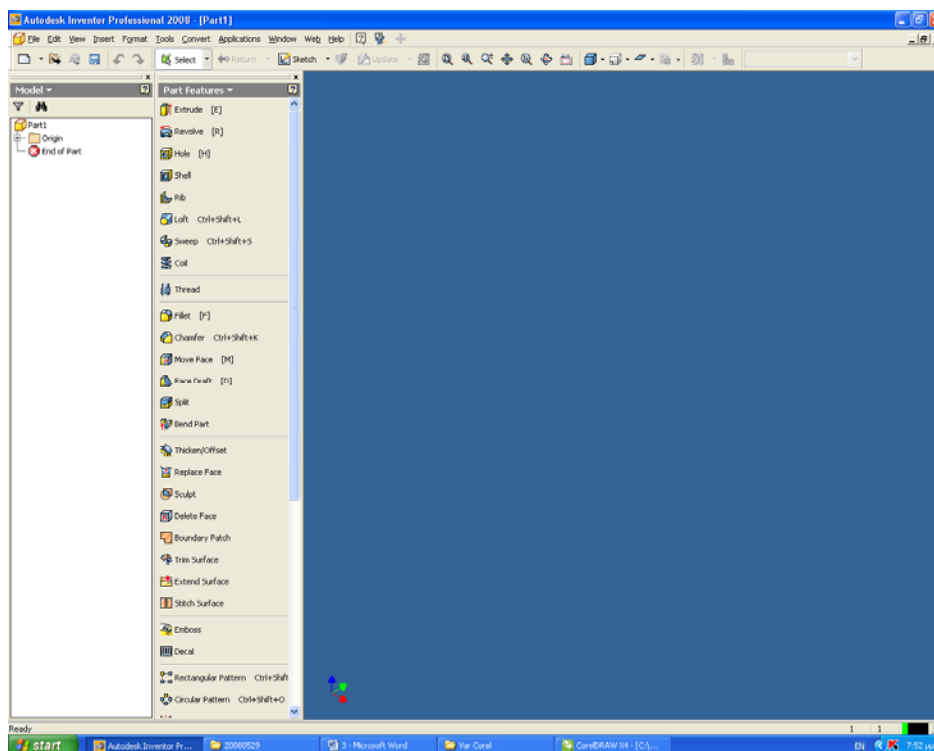 Autodesk Inventor Professional 2008 - [Part1]
File Edit View Insert Format Tools Convert Applications Window Web Help
Select Return Sketch Update
Model
Part Features
Part1
Origin
End of Part
Extrude [E]
Revolve [R]
Hole [H]
Shell
Rib
Loft Ctrl+Shift+L
Sweep Ctrl+Shift+S
Coil
Thread
Fillet [F]
Chamfer Ctrl+Shift+K
Move Face [M]
Face Draft [D]
Split
Bend Part
Thicken/Offset
Replace Face
Sculpt
Delete Face
Boundary Patch
Trim Surface
Extend Surface
Stitch Surface
Emboss
Decal
Rectangular Pattern Ctrl+Shift
Circular Pattern Ctrl+Shift+O
Ready 1 1
start Autodesk Inventor Pr... 20080529 3 - Microsoft Word Var Corel CorelDRAW X4 - [C:\... EN 7:52